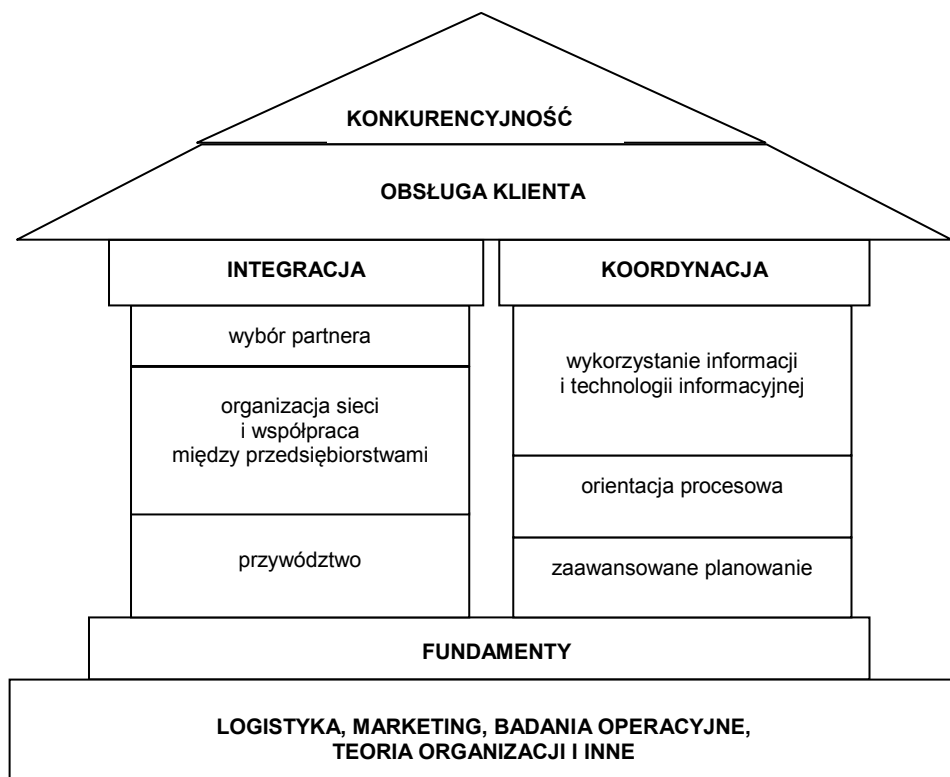 KONKURENCYJNOŚĆ
OBSŁUGA KLIENTA
INTEGRACJA
wybór partnera
organizacja sieci
i współpraca
między przedsiębiorstwami
przywództwo
KOORDYNACJA
wykorzystanie informacji
i technologii informacyjnej
orientacja procesowa
zaawansowane planowanie
FUNDAMENTY
LOGISTYKA, MARKETING, BADANIA OPERACYJNE,
TEORIA ORGANIZACJI I INNE